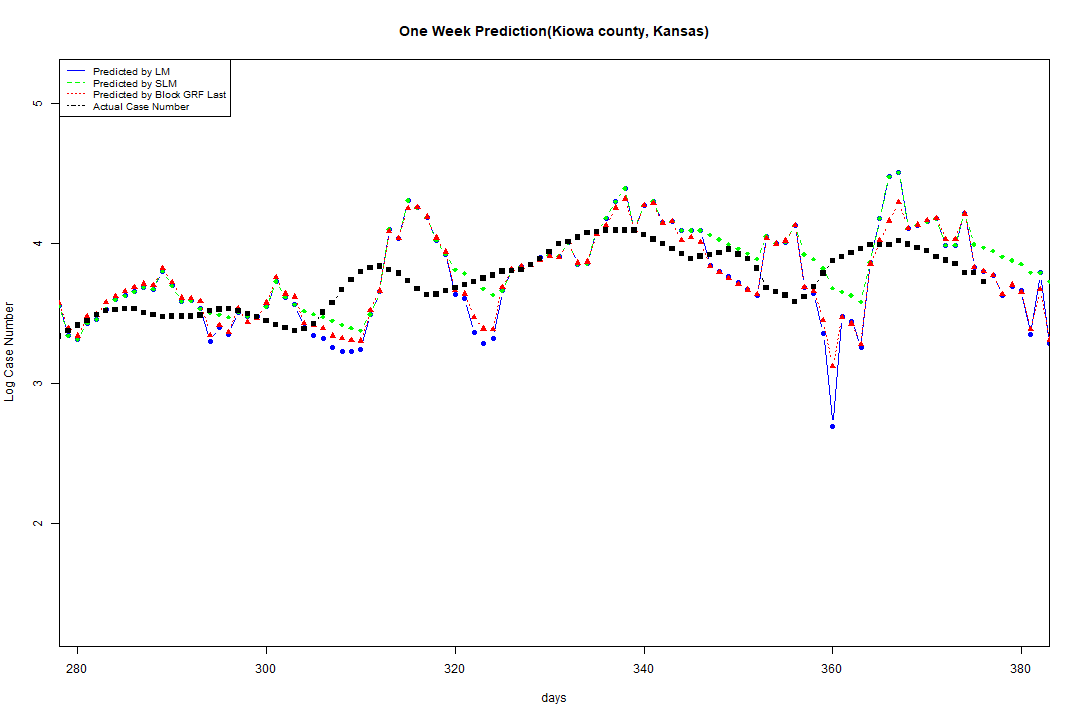 One Week Prediction(Kiowa county, Kansas)
Predicted by LM
Predicted by SLM
Predicted by Block GRF Last
Actual Case Number
5
4
3
2
Log Case Number
280 300 320 340 360 380
days